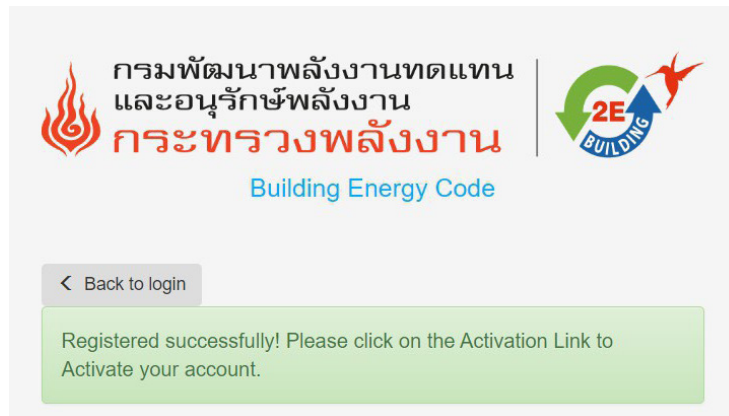 กรมพัฒนาพลังงานทดแทน
และอนุรักษ์พลังงาน
กระทรวงพลังงาน
2E
BUILDING
Building Energy Code
Back to login
Registered successfully! Please click on the Activation Link to
Activate your account.